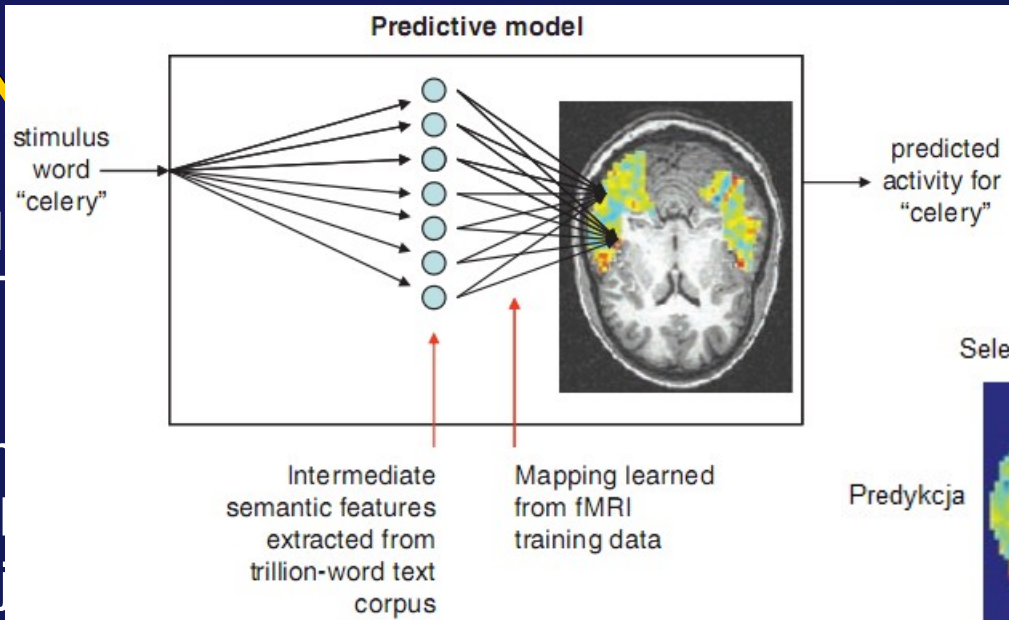 Predictive model
stimulus
word
"celery"
predicted
activity for
"celery"
Intermediate
semantic features
extracted from
trillion-word text
corpus
Mapping learned
from fMRI
training data
Sele
Predykcja